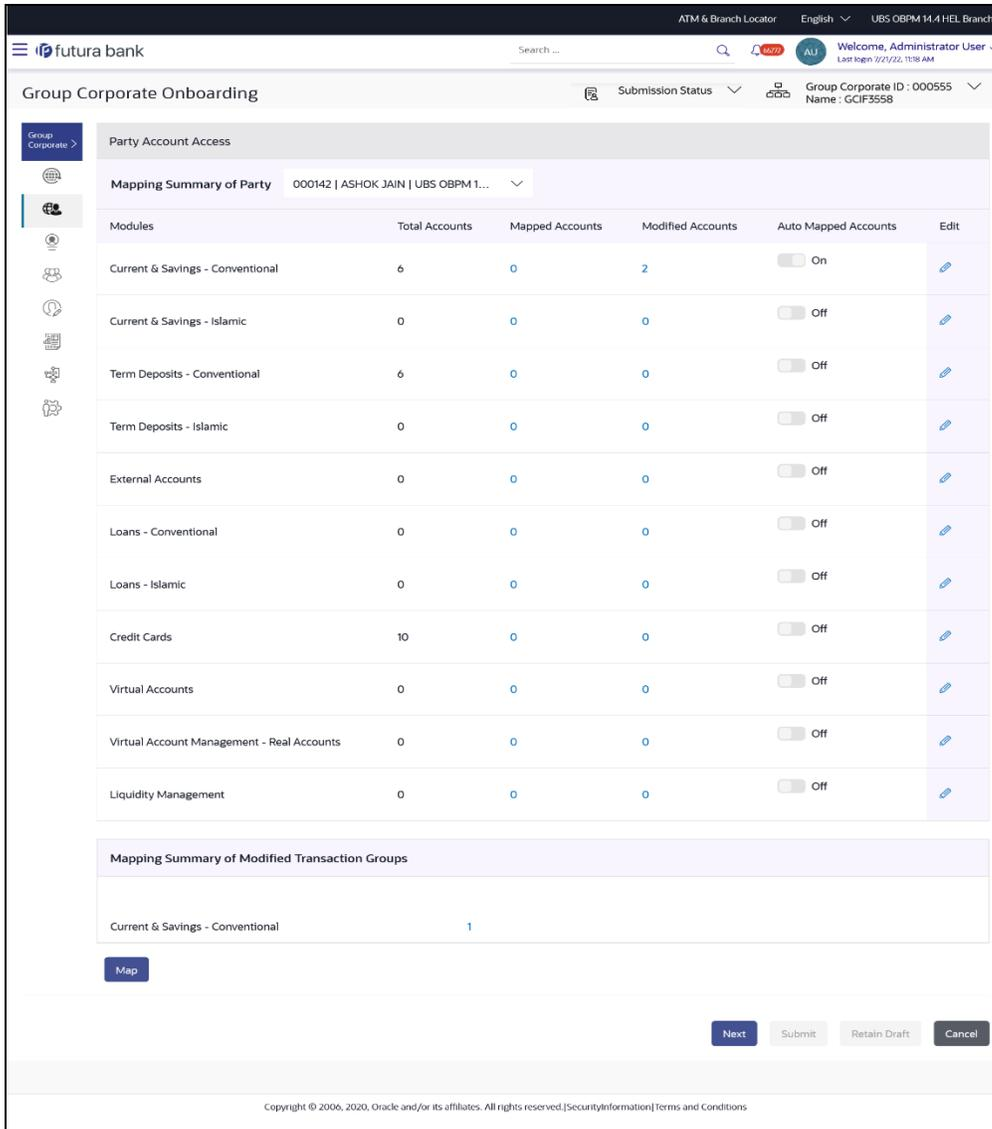 ATM & Branch Locator English UBS OBPM 14.4 HEL Branch
futura bank Search ... 66772 AU Welcome, Administrator User
Last login 7/21/22, 11:18 AM
Group Corporate Onboarding Submission Status Group Corporate ID : 000555
Name : GCIF3558
Group
Corporate >
Party Account Access
Mapping Summary of Party 000142 | ASHOK JAIN | UBS OBPM 1...
Modules Total Accounts Mapped Accounts Modified Accounts Auto Mapped Accounts Edit
Current & Savings - Conventional 6 0 2 On
Current & Savings - Islamic 0 0 0 Off
Term Deposits - Conventional 6 0 0 Off
Term Deposits - Islamic 0 0 0 Off
External Accounts 0 0 0 Off
Loans - Conventional 0 0 0 Off
Loans - Islamic 0 0 0 Off
Credit Cards 10 0 0 Off
Virtual Accounts 0 0 0 Off
Virtual Account Management - Real Accounts 0 0 0 Off
Liquidity Management 0 0 0 Off
Mapping Summary of Modified Transaction Groups
Current & Savings - Conventional 1
Map
Next Submit Retain Draft Cancel
Copyright © 2006, 2020, Oracle and/or its affiliates. All rights reserved.|SecurityInformation|Terms and Conditions